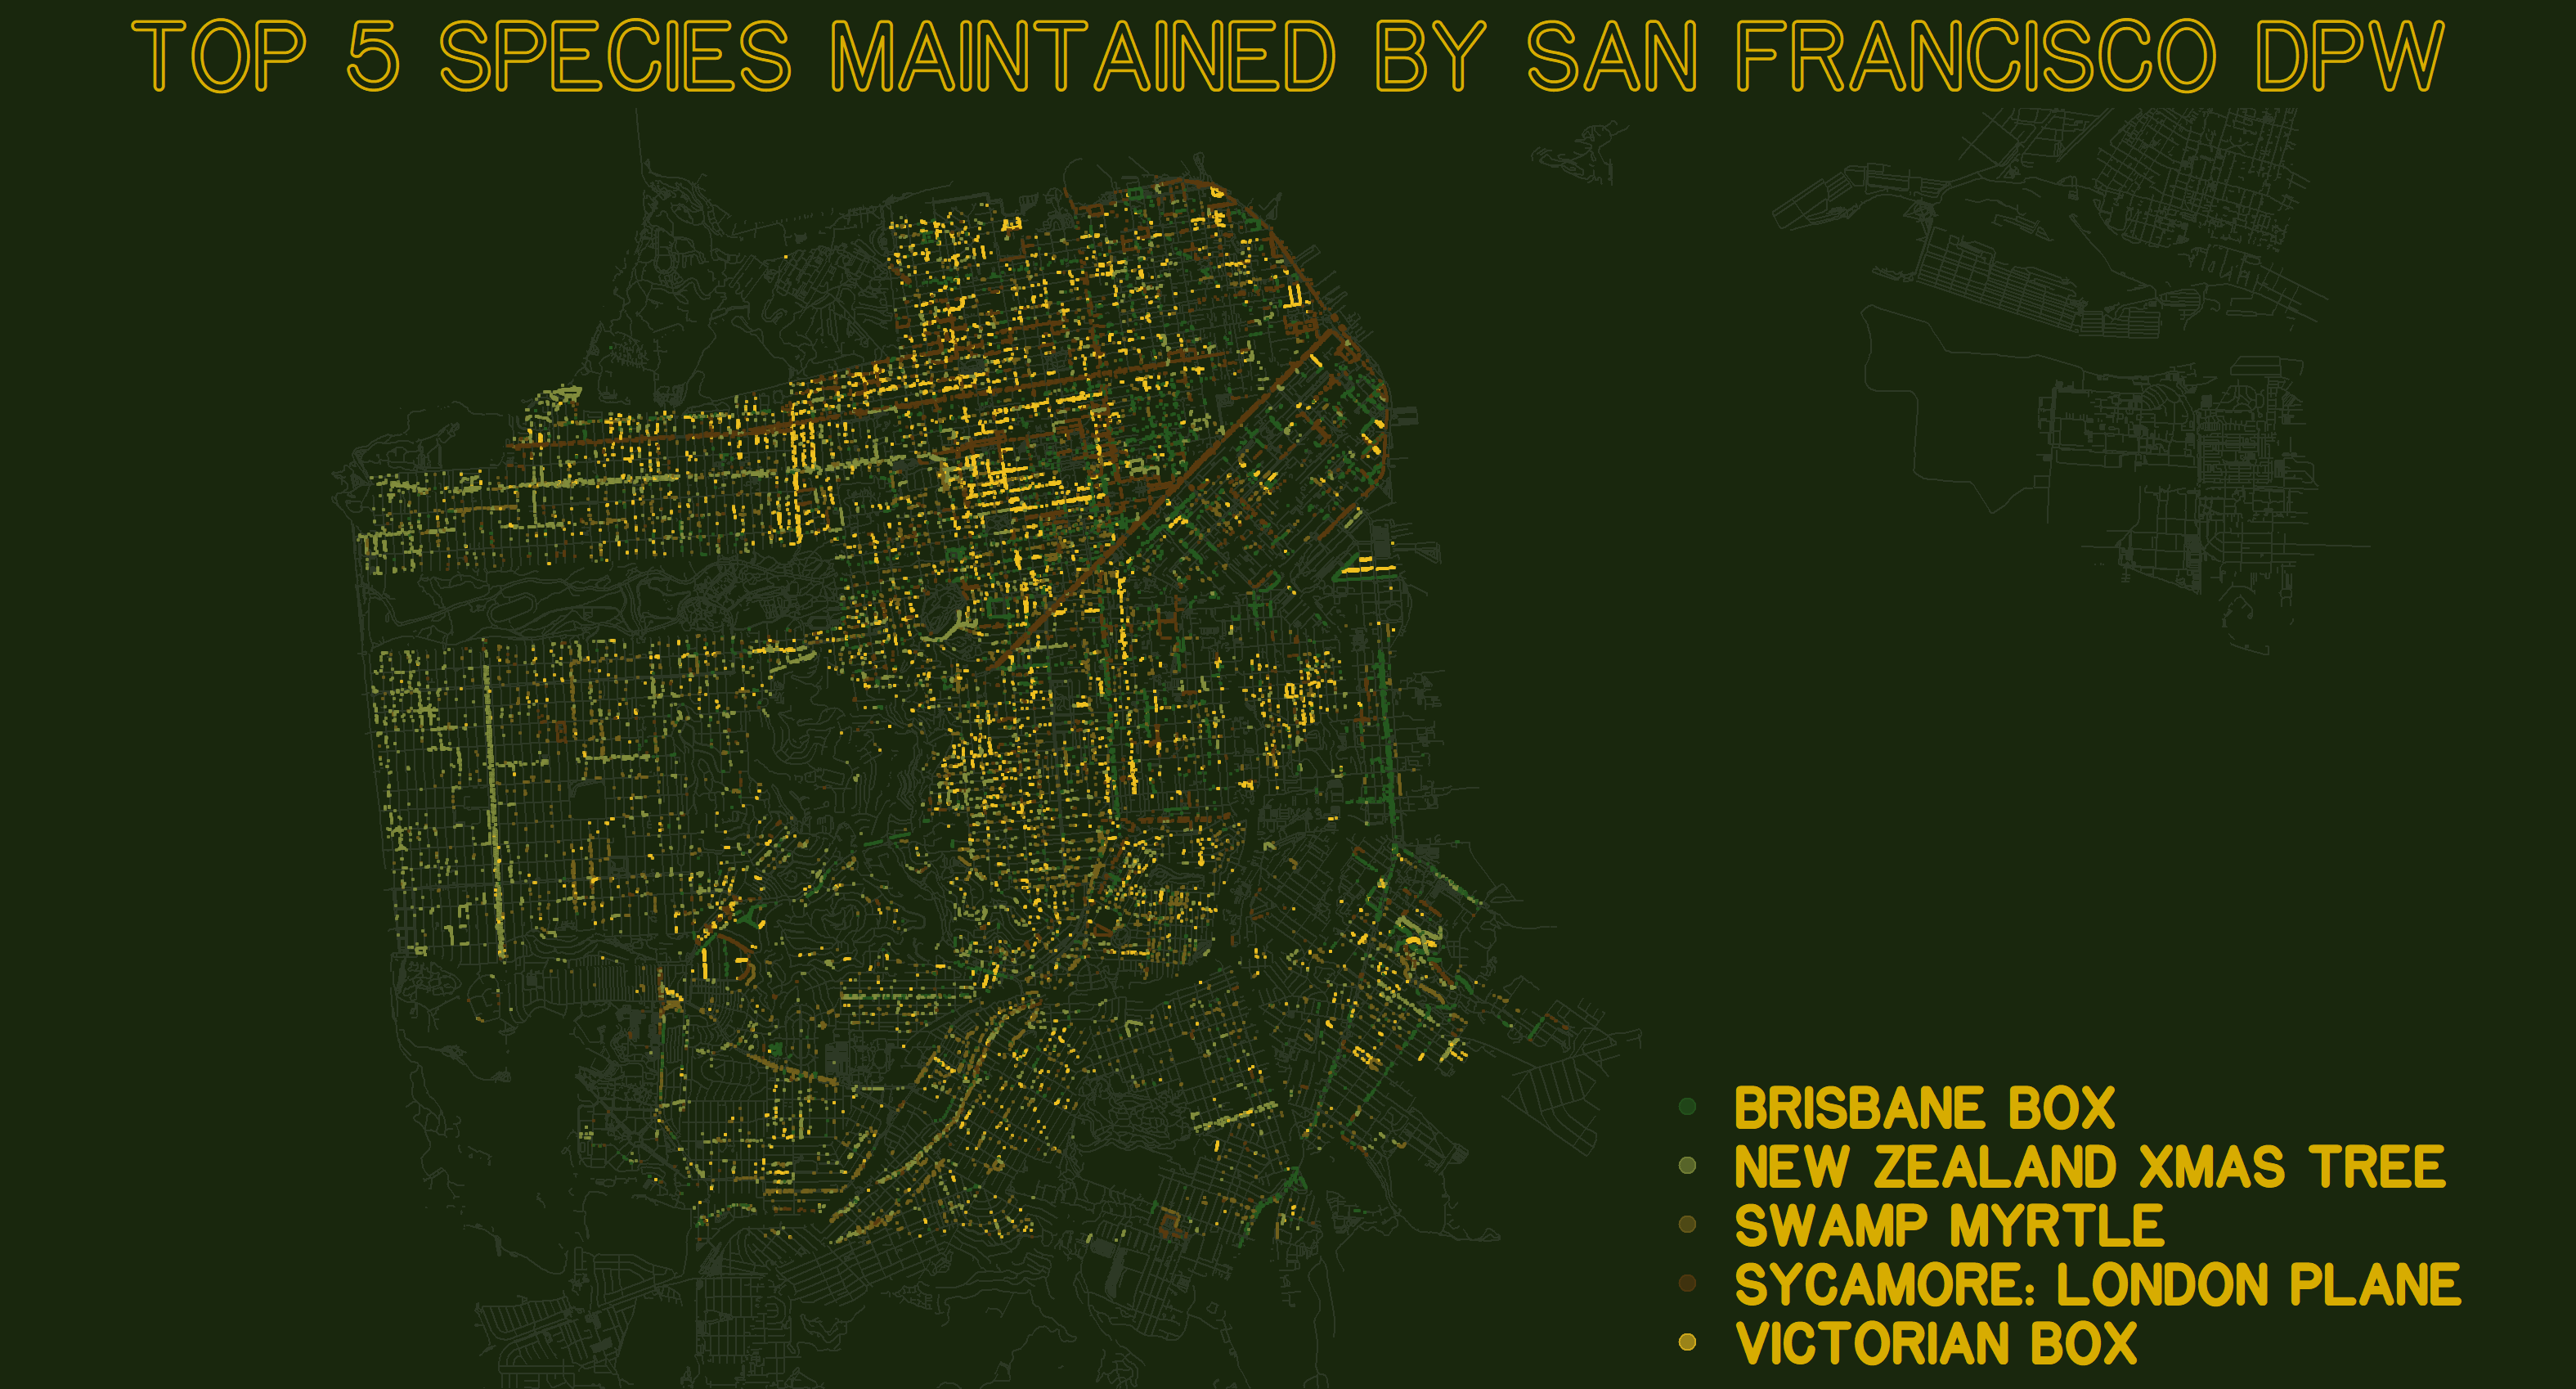 TOP 5 SPECIES MAINTAINED BY SAN FRANCISCO DPW
BRISBANE BOX
NEW ZEALAND XMAS TREE
SWAMP MYRTLE
SYCAMORE: LONDON PLANE
VICTORIAN BOX